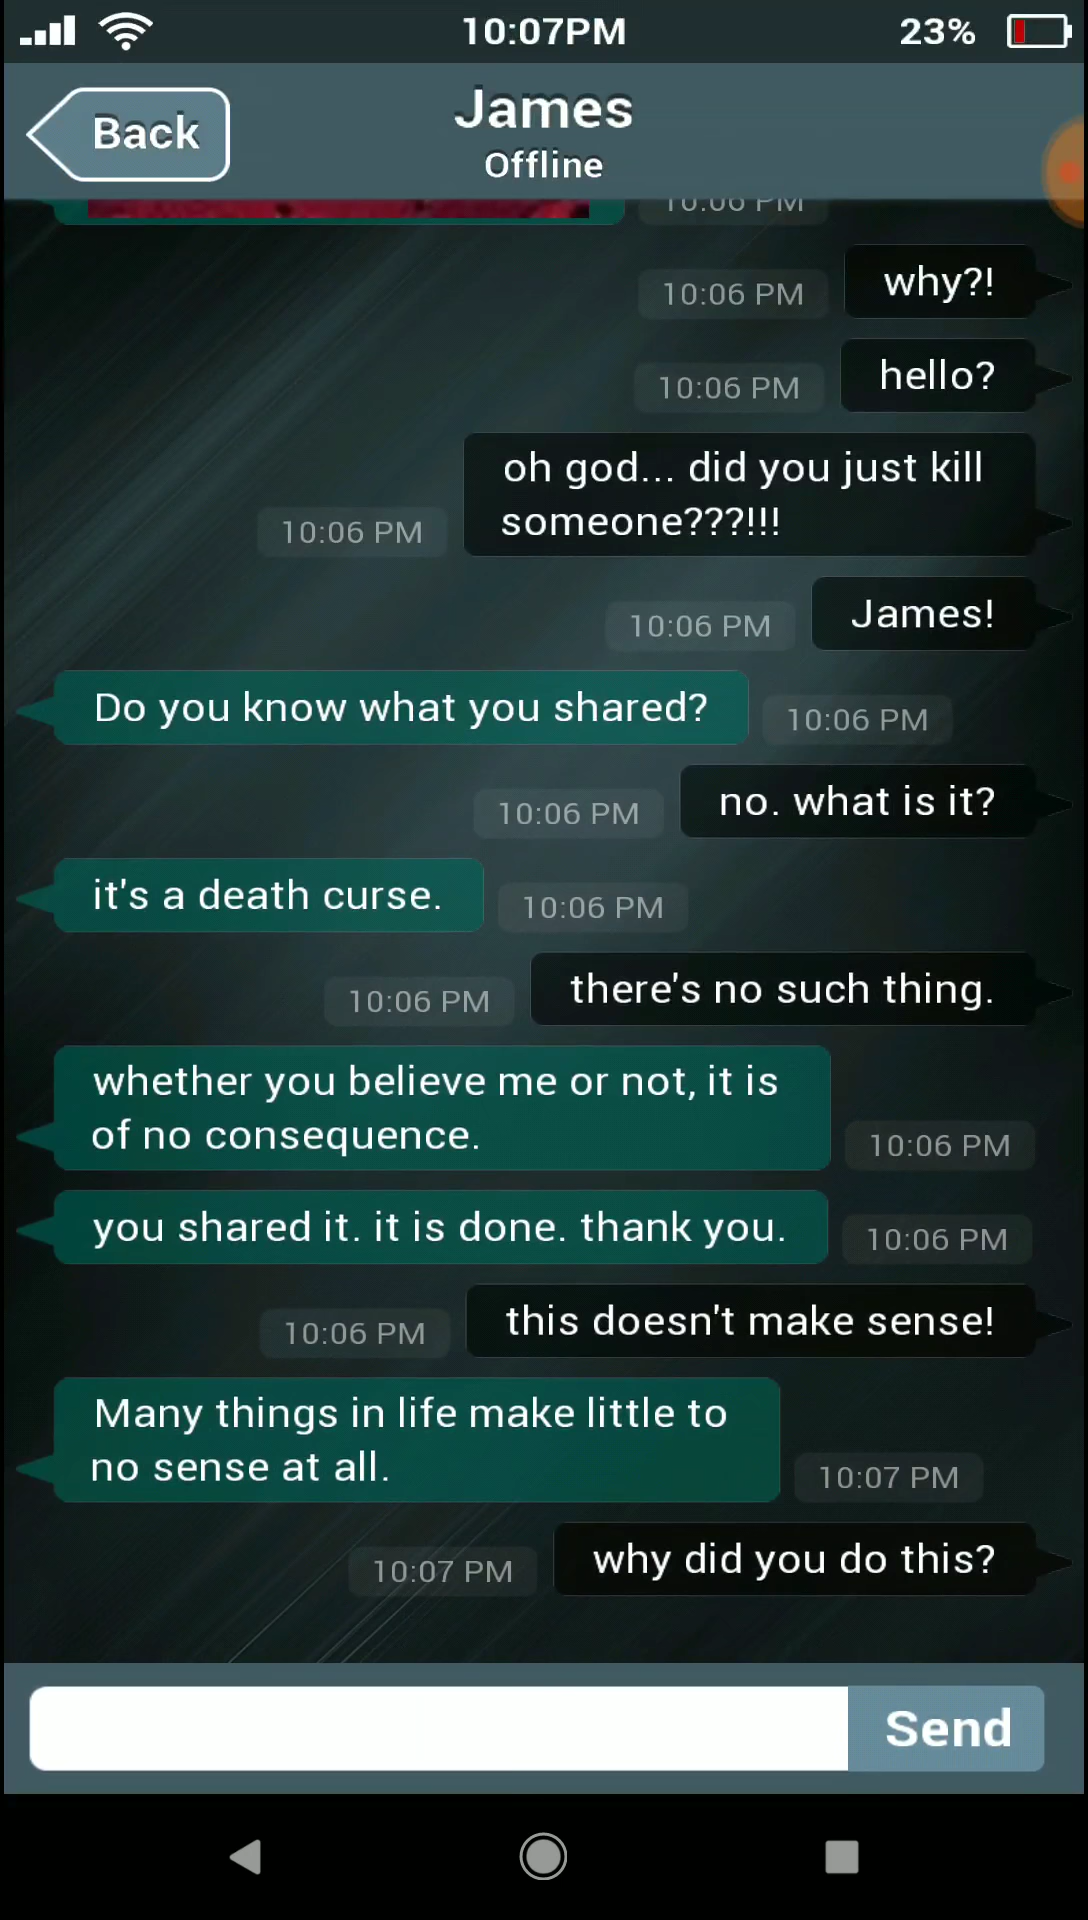 10:07PM
23%
Back
James
Offline
10:06 PM
10:06 PM
why?!
10:06 PM
hello?
oh god... did you just kill
someone???!!!
10:06 PM
10:06 PM
James!
Do you know what you shared?
10:06 PM
10:06 PM
no. what is it?
it's a death curse.
10:06 PM
10:06 PM
there's no such thing.
whether you believe me or not, it is
of no consequence.
10:06 PM
you shared it. it is done. thank you.
10:06 PM
10:06 PM
this doesn't make sense!
Many things in life make little to
no sense at all.
10:07 PM
10:07 PM
why did you do this?
Send